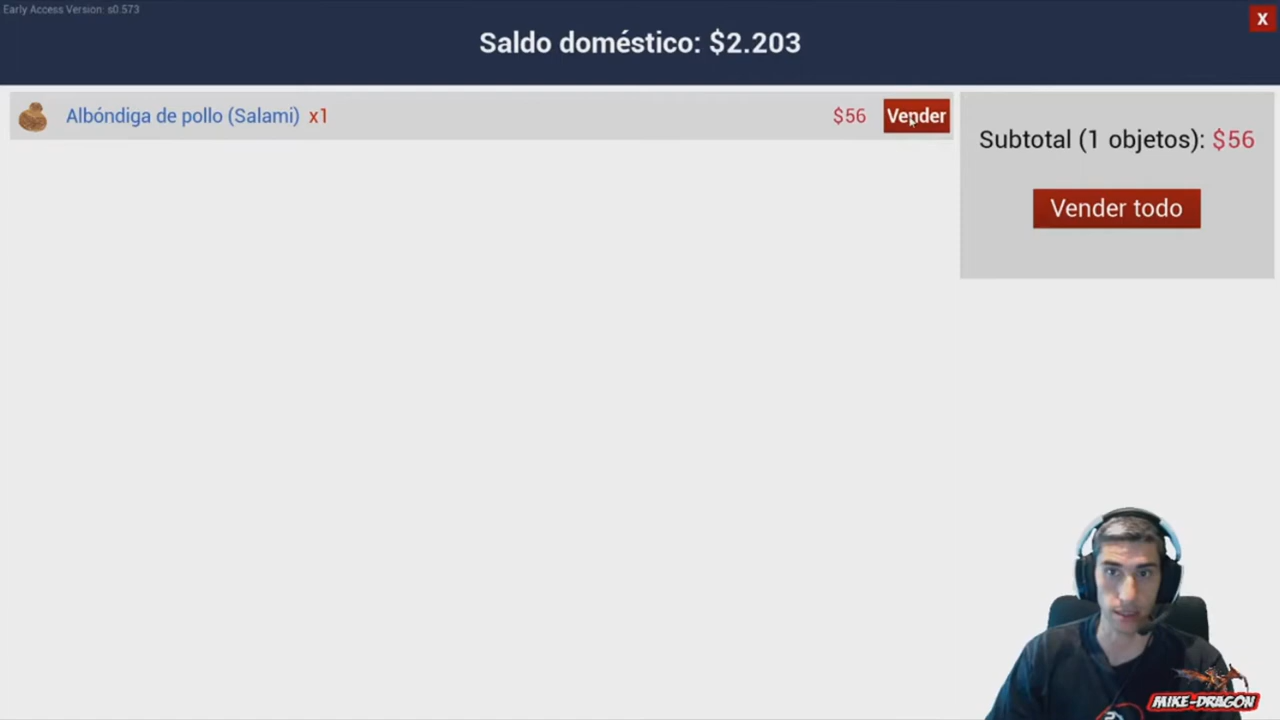 Early Access Version: s0.573
Saldo doméstico: $2.203
X
Albóndiga de pollo (Salami) x1 $56 Vender
Subtotal (1 objetos): $56
Vender todo
MIKE-DRAGON